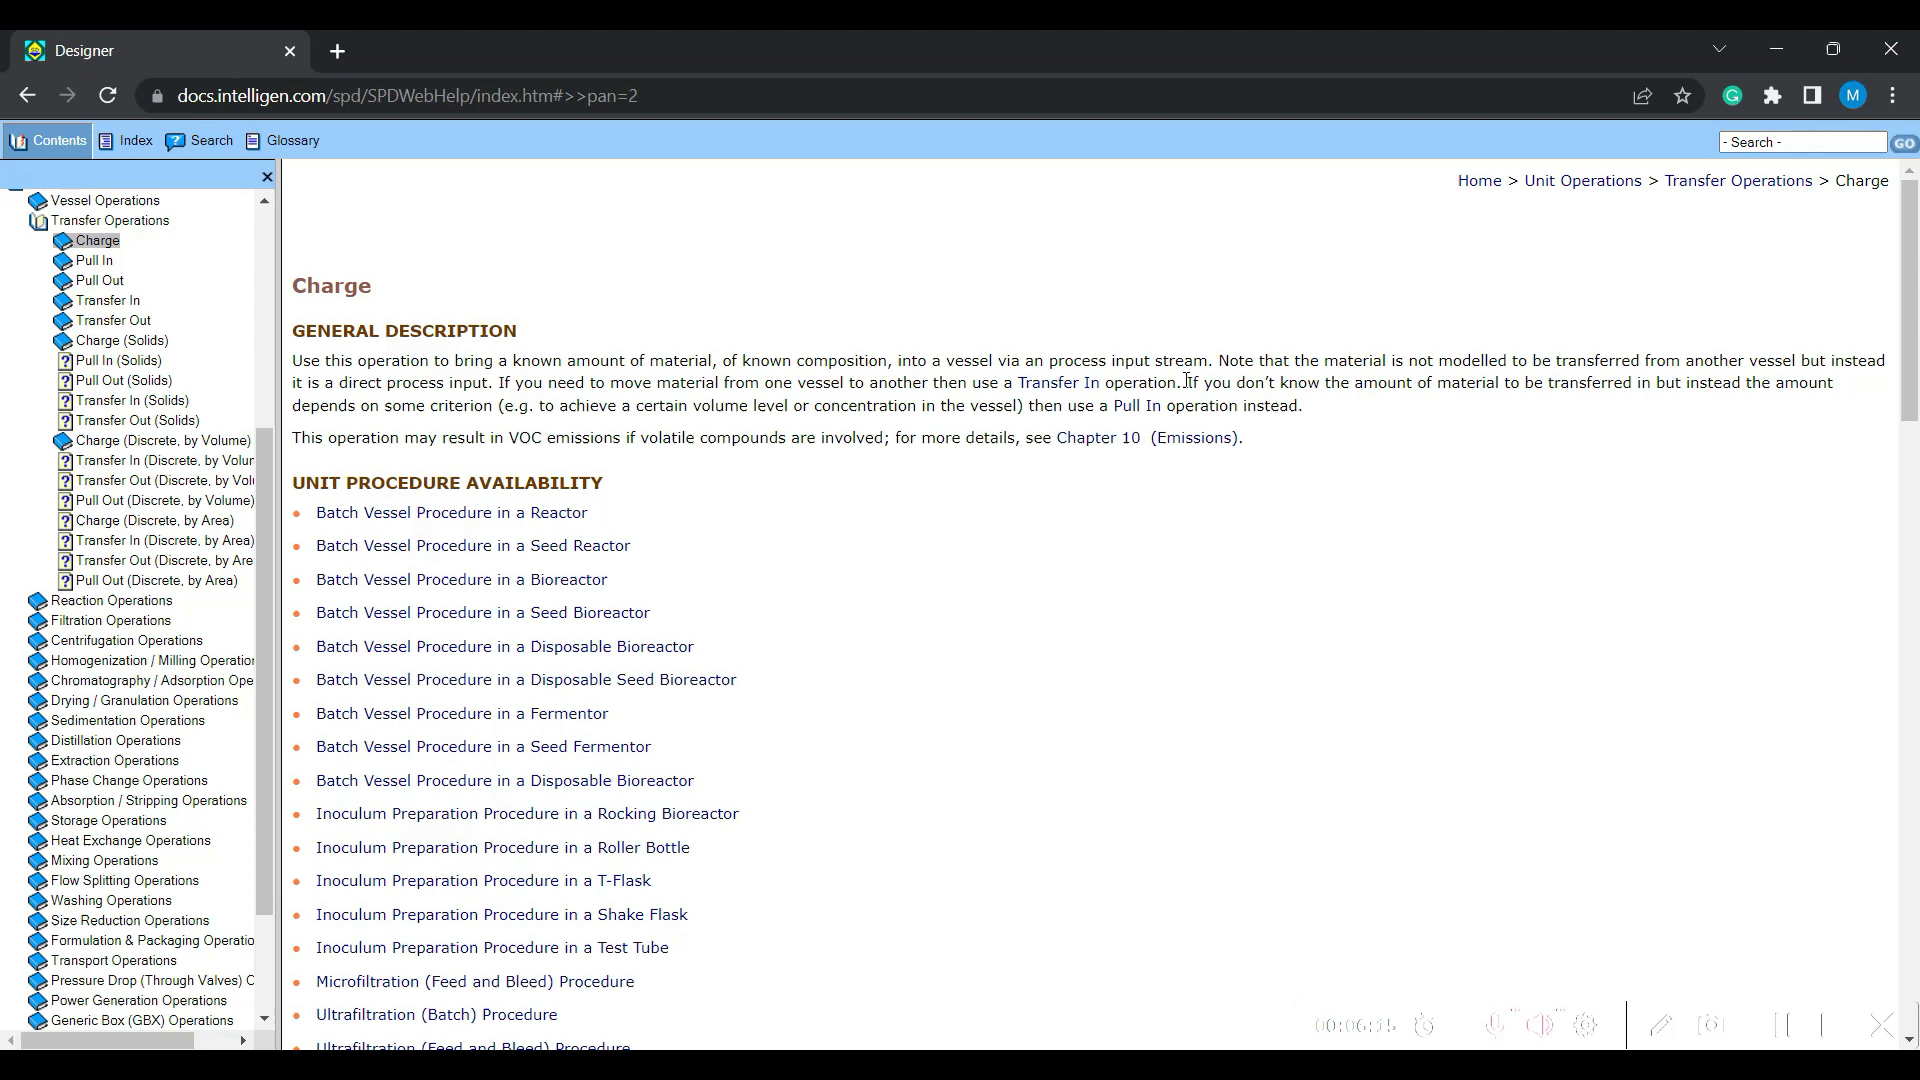 Designer
docs.intelligen.com/spd/SPDWebHelp/index.htm#>>pan=2
M
Contents Index Search Glossary
- Search - GO
Home > Unit Operations > Transfer Operations > Charge
Vessel Operations
Transfer Operations
Charge
Pull In
Pull Out
Transfer In
Transfer Out
Charge (Solids)
Pull In (Solids)
Pull Out (Solids)
Transfer In (Solids)
Transfer Out (Solids)
Charge (Discrete, by Volume)
Transfer In (Discrete, by Volur
Transfer Out (Discrete, by Vol
Pull Out (Discrete, by Volume)
Charge (Discrete, by Area)
Transfer In (Discrete, by Area)
Transfer Out (Discrete, by Are
Pull Out (Discrete, by Area)
Reaction Operations
Filtration Operations
Centrifugation Operations
Homogenization / Milling Operation
Chromatography / Adsorption Ope
Drying / Granulation Operations
Sedimentation Operations
Distillation Operations
Extraction Operations
Phase Change Operations
Absorption / Stripping Operations
Storage Operations
Heat Exchange Operations
Mixing Operations
Flow Splitting Operations
Washing Operations
Size Reduction Operations
Formulation & Packaging Operatio
Transport Operations
Pressure Drop (Through Valves) C
Power Generation Operations
Generic Box (GBX) Operations
Charge
GENERAL DESCRIPTION
Use this operation to bring a known amount of material, of known composition, into a vessel via an process input stream. Note that the material is not modelled to be transferred from another vessel but instead
it is a direct process input. If you need to move material from one vessel to another then use a Transfer In operation. If you don’t know the amount of material to be transferred in but instead the amount
depends on some criterion (e.g. to achieve a certain volume level or concentration in the vessel) then use a Pull In operation instead.
This operation may result in VOC emissions if volatile compounds are involved; for more details, see Chapter 10 (Emissions).
UNIT PROCEDURE AVAILABILITY
• Batch Vessel Procedure in a Reactor
• Batch Vessel Procedure in a Seed Reactor
• Batch Vessel Procedure in a Bioreactor
• Batch Vessel Procedure in a Seed Bioreactor
• Batch Vessel Procedure in a Disposable Bioreactor
• Batch Vessel Procedure in a Disposable Seed Bioreactor
• Batch Vessel Procedure in a Fermentor
• Batch Vessel Procedure in a Seed Fermentor
• Batch Vessel Procedure in a Disposable Bioreactor
• Inoculum Preparation Procedure in a Rocking Bioreactor
• Inoculum Preparation Procedure in a Roller Bottle
• Inoculum Preparation Procedure in a T-Flask
• Inoculum Preparation Procedure in a Shake Flask
• Inoculum Preparation Procedure in a Test Tube
• Microfiltration (Feed and Bleed) Procedure
• Ultrafiltration (Batch) Procedure
• Ultrafiltration (Feed and Bleed) Procedure
00:06:15